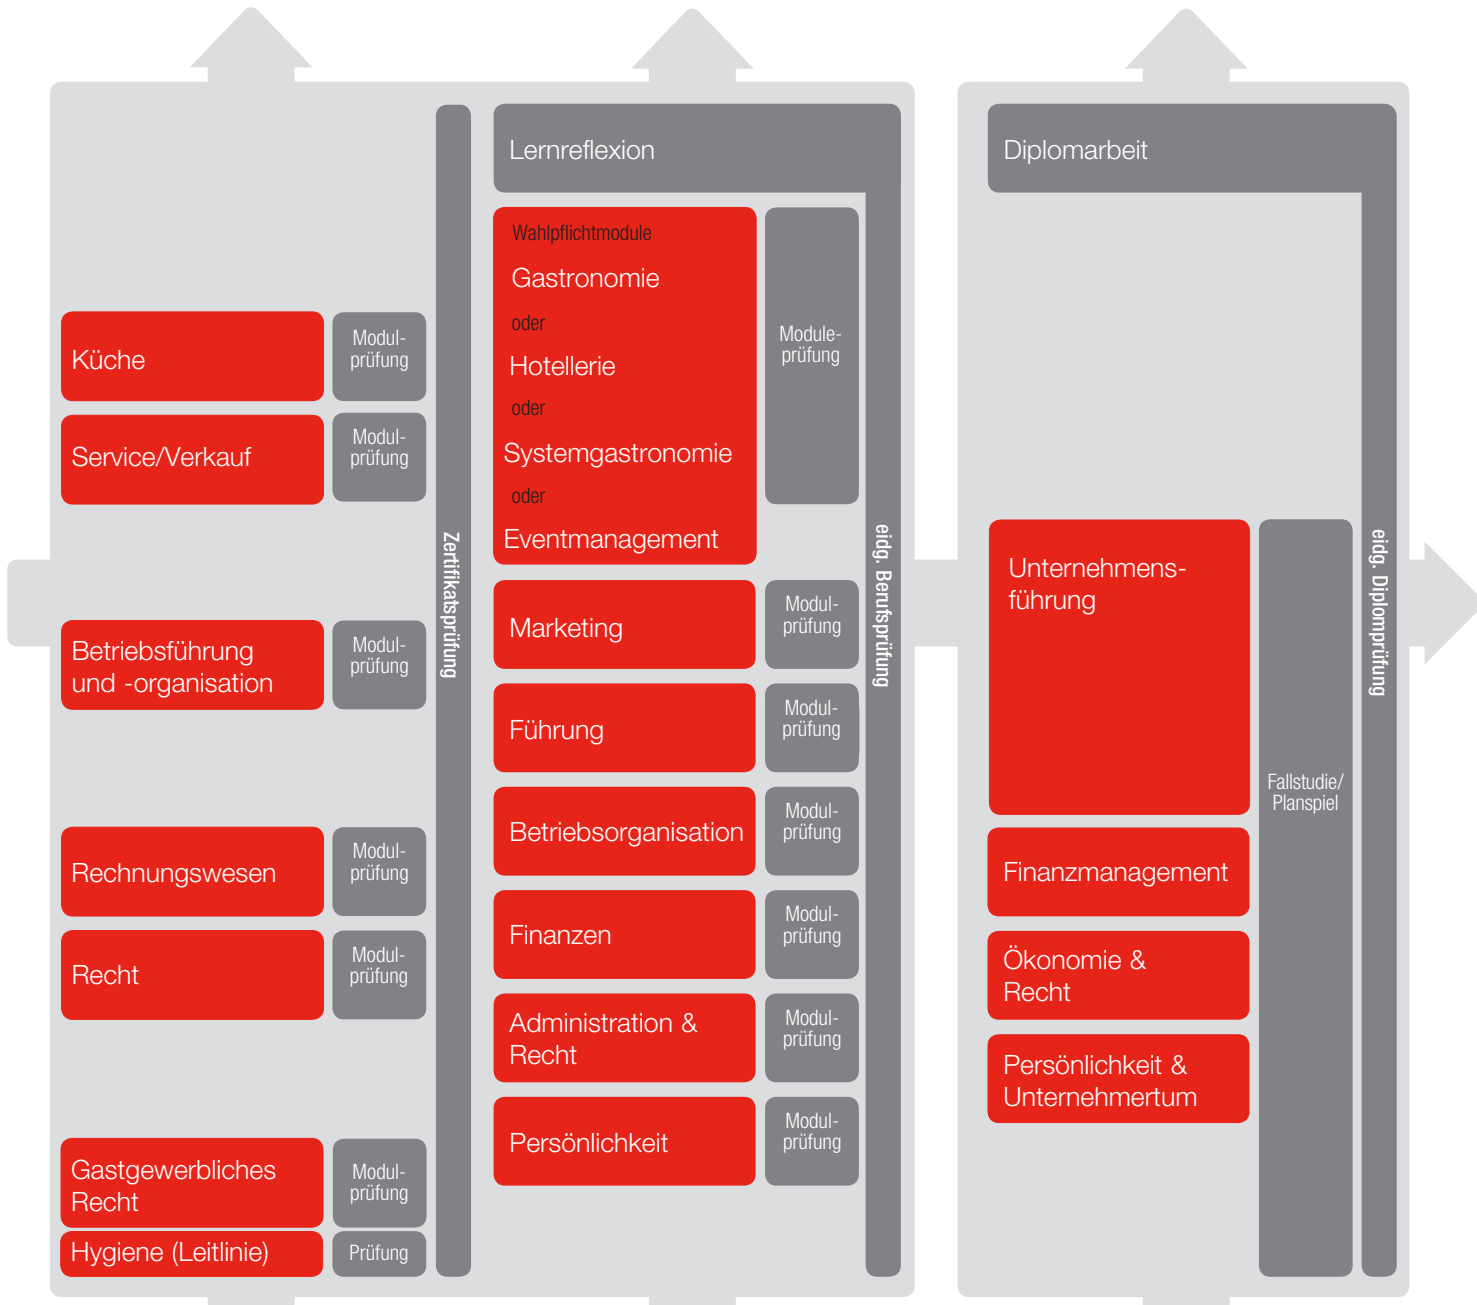 Küche
Modul-
prüfung
Service/Verkauf
Modul-
prüfung
Betriebsführung
und -organisation
Modul-
prüfung
Rechnungswesen
Modul-
prüfung
Recht
Modul-
prüfung
Gastgewerbliches
Recht
Modul-
prüfung
Hygiene (Leitlinie)
Prüfung
Zertifikatsprüfung
Lernreflexion
Wahlpflichtmodule
Gastronomie
oder
Hotellerie
oder
Systemgastronomie
oder
Eventmanagement
Module-
prüfung
Marketing
Modul-
prüfung
Führung
Modul-
prüfung
Betriebsorganisation
Modul-
prüfung
Finanzen
Modul-
prüfung
Administration &
Recht
Modul-
prüfung
Persönlichkeit
Modul-
prüfung
eidg. Berufsprüfung
Diplomarbeit
Unternehmens-
führung
Finanzmanagement
Ökonomie &
Recht
Persönlichkeit &
Unternehmertum
Fallstudie/
Planspiel
eidg. Diplomprüfung